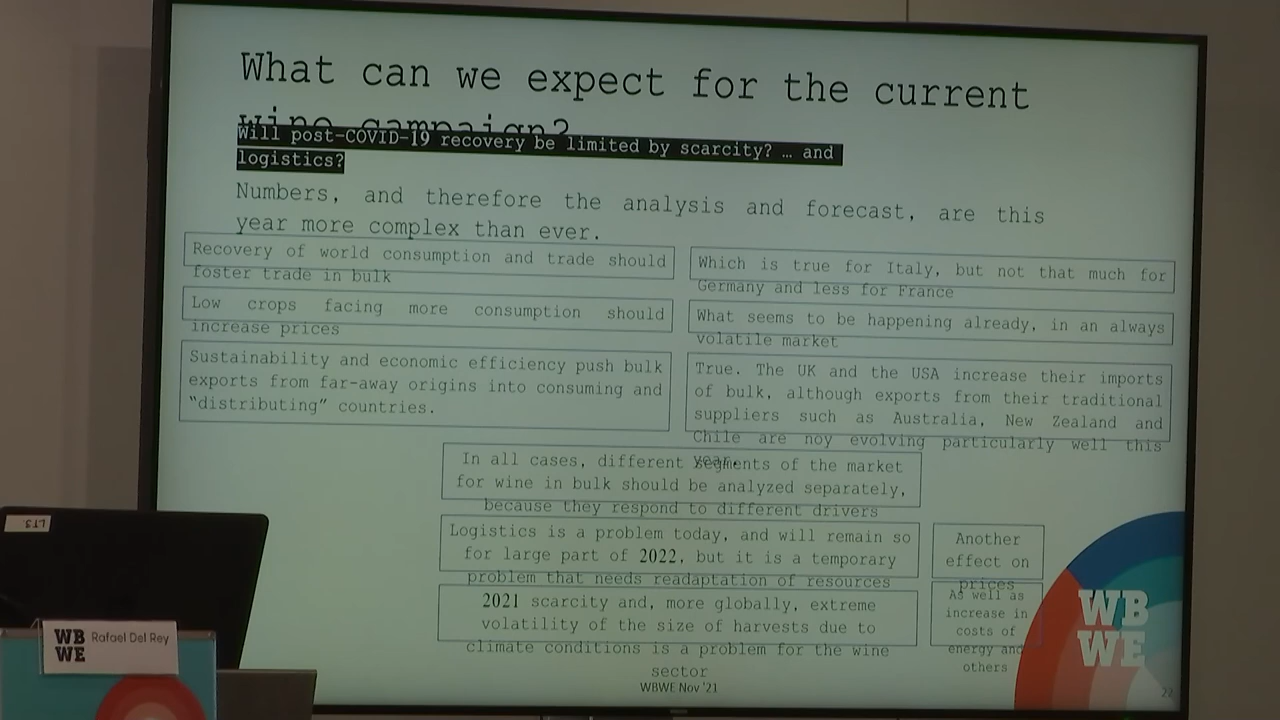 What can we expect for the current
wine campaign?
Will post-COVID-19 recovery be limited by scarcity? … and
logistics?
Numbers, and therefore the analysis and forecast, are this
year more complex than ever.
Recovery of world consumption and trade should
foster trade in bulk
Which is true for Italy, but not that much for
Germany and less for France
Low crops facing more consumption should
increase prices
What seems to be happening already, in an always
volatile market
Sustainability and economic efficiency push bulk
exports from far-away origins into consuming and
“distributing” countries.
True. The UK and the USA increase their imports
of bulk, although exports from their traditional
suppliers such as Australia, New Zealand and
Chile are noy evolving particularly well this
year.
In all cases, different segments of the market
for wine in bulk should be analyzed separately,
because they respond to different drivers
Logistics is a problem today, and will remain so
for large part of 2022, but it is a temporary
problem that needs readaptation of resources
Another
effect on
prices
2021 scarcity and, more globally, extreme
volatility of the size of harvests due to
climate conditions is a problem for the wine
sector
As well as
increase in
costs of
energy and
others
WBWE Nov '21
WB
WE
22
LTS
WB
WE
Rafael Del Rey